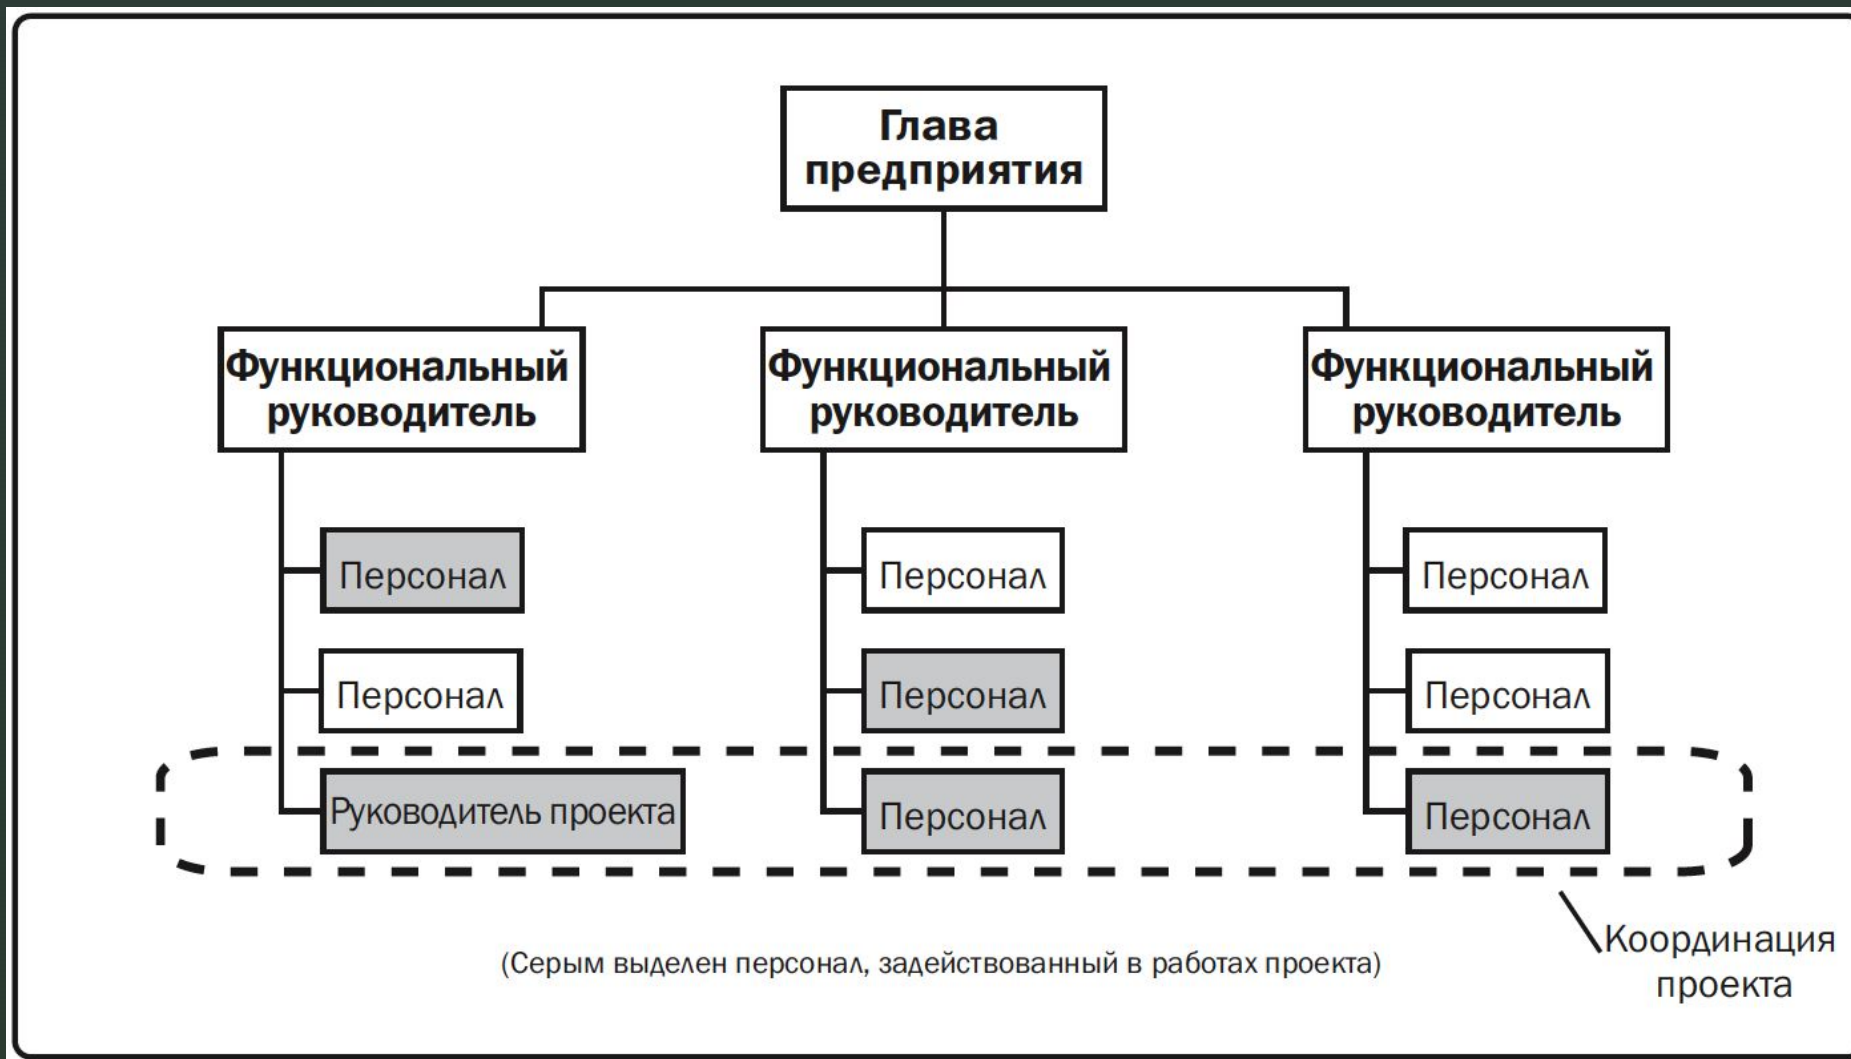 Глава
предприятия
Функциональный
руководитель
Функциональный
руководитель
Функциональный
руководитель
Персонал
Персонал
Персонал
Персонал
Персонал
Персонал
Руководитель проекта
Персонал
Персонал
Координация
проекта
(Серым выделен персонал, задействованный в работах проекта)